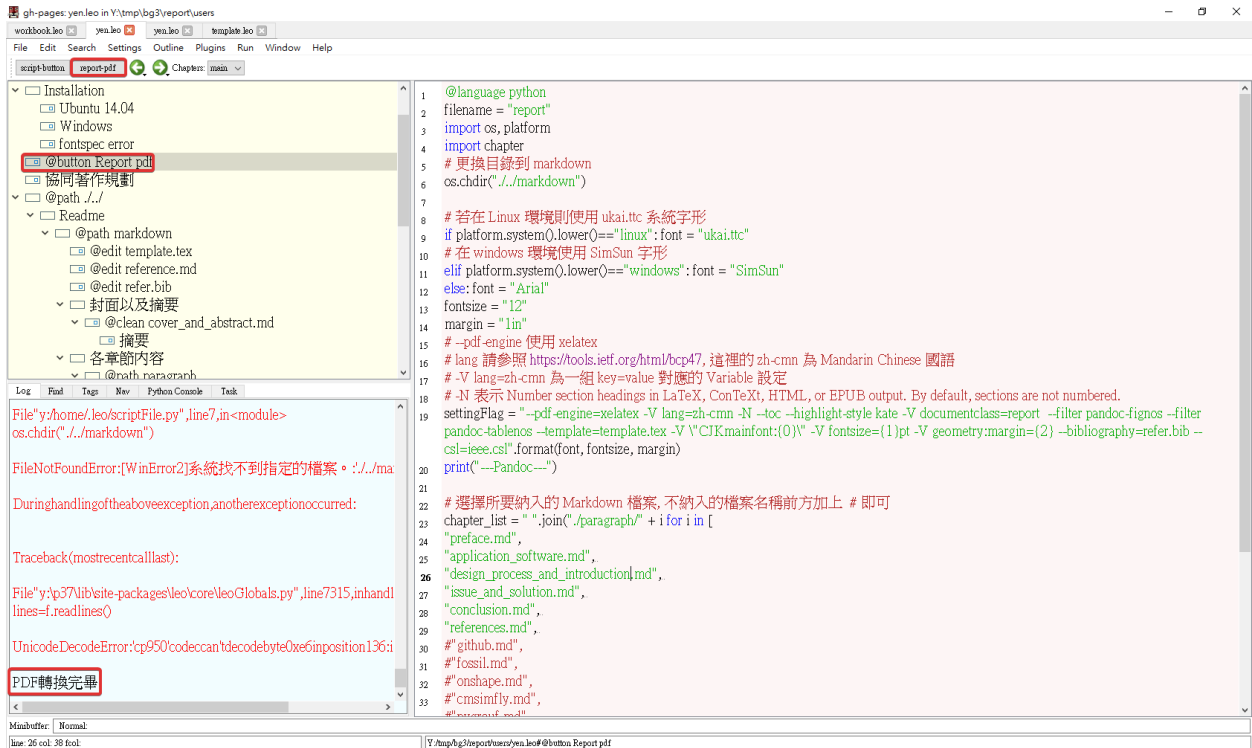 gh-pages: yen.leo in Y:\tmp\bg3\report\users
workbook.leo yen.leo yen.leo template.leo
File Edit Search Settings Outline Plugins Run Window Help
script-button report-pdf Chapters: main
Installation
Ubuntu 14.04
Windows
fontspec error
@button Report pdf
協同著作規劃
@path ./../
Readme
@path markdown
@edit template.tex
@edit reference.md
@edit refer.bib
封面以及摘要
@clean cover_and_abstract.md
摘要
各章節內容
@path paragraph
Log Find Tags Nav Python Console Task
File"y:/home/.leo/scriptFile.py",line7,in<module>
os.chdir("./../markdown")
FileNotFoundError:[WinError2]系統找不到指定的檔案。:'./../mar
Duringhandlingoftheaboveexception,anotherexceptionoccurred:
Traceback(mostrecentcalllast):
File"y:\p37\lib\site-packages\leo\core\leoGlobals.py",line7315,inhandl
lines=f.readlines()
UnicodeDecodeError:'cp950'codeccan'tdecodebyte0xe6inposition136:i
PDF轉換完畢
1 @language python
2 filename = "report"
3 import os, platform
4 import chapter
5 # 更換目錄到 markdown
6 os.chdir("./../markdown")
7
8 # 若在 Linux 環境則使用 ukai.ttc 系統字形
9 if platform.system().lower()=="linux": font = "ukai.ttc"
10 # 在 windows 環境使用 SimSun 字形
11 elif platform.system().lower()=="windows": font = "SimSun"
12 else: font = "Arial"
13 fontsize = "12"
14 margin = "1in"
15 # --pdf-engine 使用 xelatex
16 # lang 請參照 https://tools.ietf.org/html/bcp47, 這裡的 zh-cmn 為 Mandarin Chinese 國語
17 # -V lang=zh-cmn 為一組 key=value 對應的 Variable 設定
18 # -N 表示 Number section headings in LaTeX, ConTeXt, HTML, or EPUB output. By default, sections are not numbered.
19 settingFlag = "--pdf-engine=xelatex -V lang=zh-cmn -N --toc --highlight-style kate -V documentclass=report --filter pandoc-fignos --filter
pandoc-tablenos --template=template.tex -V \"CJKmainfont:{0}\" -V fontsize={1}pt -V geometry:margin={2} --bibliography=refer.bib --
csl=ieee.csl".format(font, fontsize, margin)
20 print("---Pandoc---")
21
22 # 選擇所要納入的 Markdown 檔案, 不納入的檔案名稱前方加上 # 即可
23 chapter_list = " ".join("./paragraph/" + i for i in [
24 "preface.md",
25 "application_software.md",
26 "design_process_and_introduction.md",
27 "issue_and_solution.md",
28 "conclusion.md",
29 "references.md",
30 #"github.md",
31 #"fossil.md",
32 #"onshape.md",
33 #"cmsimfly.md",
Minibuffer: Normal:
line: 26 col: 38 fcol:
Y:/tmp/bg3/report/users/yen.leo#@button Report pdf